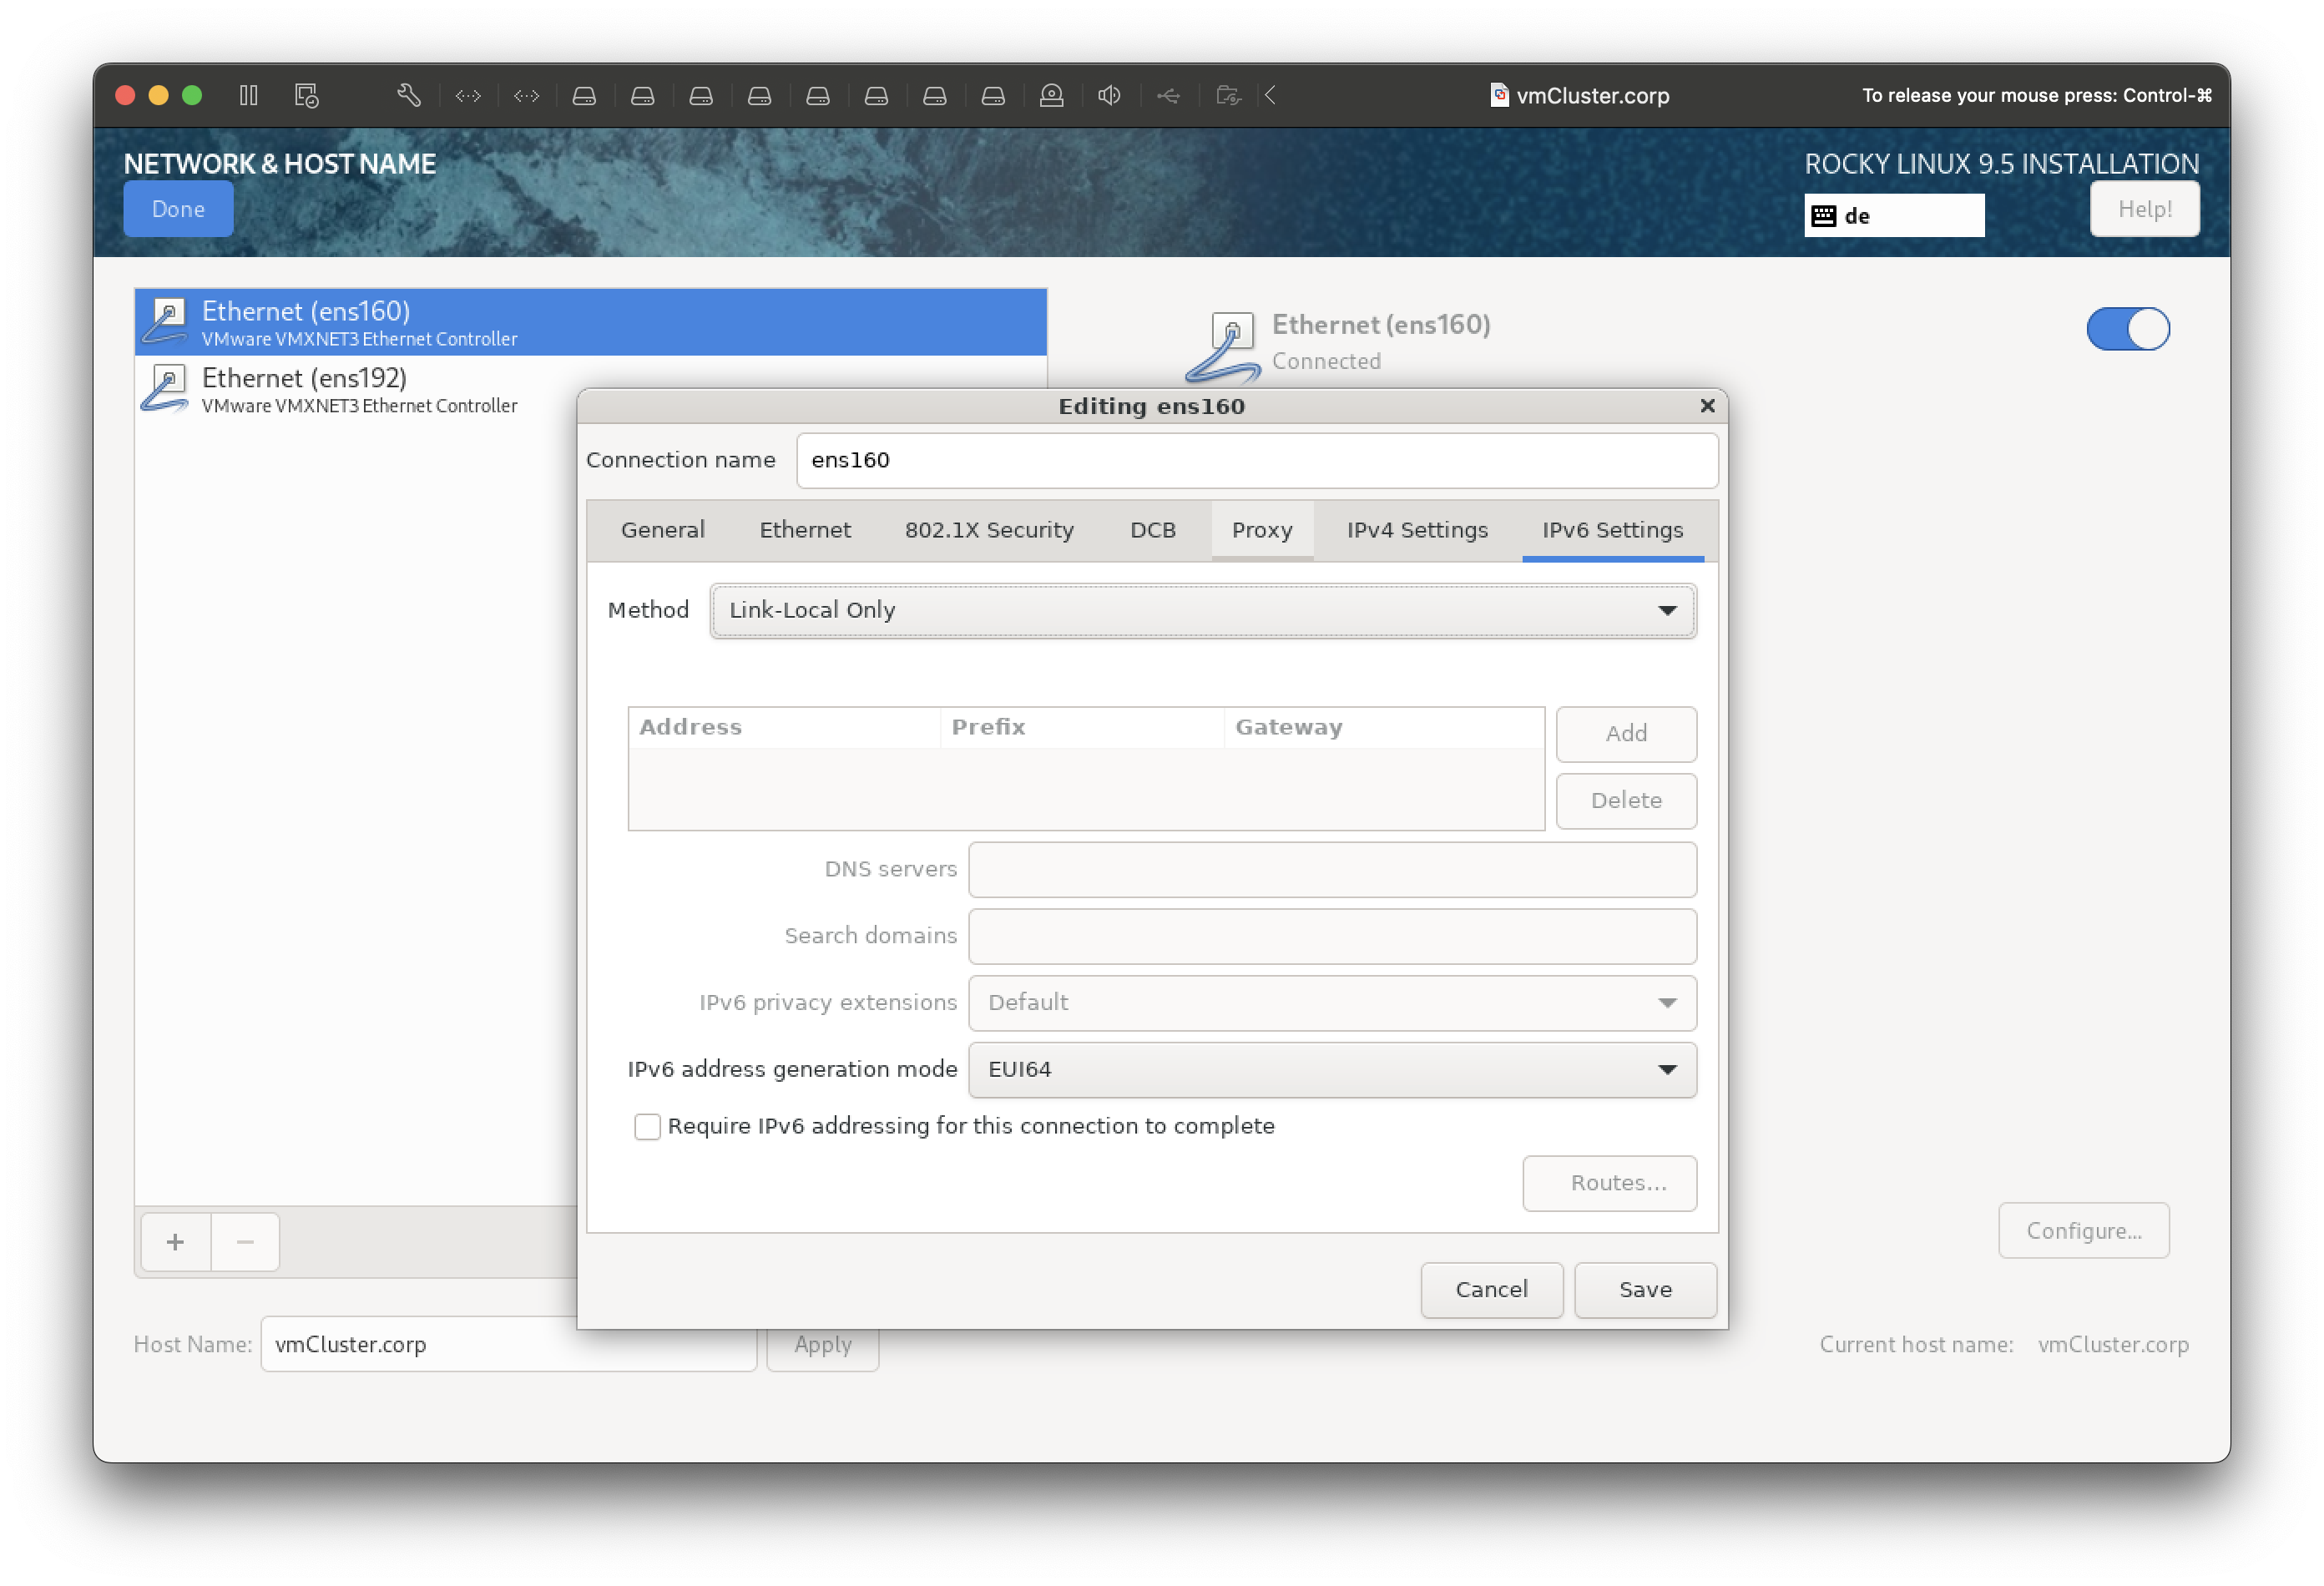 vmCluster.corp
To release your mouse press: Control-⌘
NETWORK & HOST NAME
ROCKY LINUX 9.5 INSTALLATION
Done
de
Help!
Ethernet (ens160)
VMware VMXNET3 Ethernet Controller
Ethernet (ens192)
VMware VMXNET3 Ethernet Controller
Ethernet (ens160)
Connected
Editing ens160
Connection name ens160
General Ethernet 802.1X Security DCB Proxy IPv4 Settings IPv6 Settings
Method Link-Local Only
Address Prefix Gateway
Add
Delete
DNS servers
Search domains
IPv6 privacy extensions Default
IPv6 address generation mode EUI64
Require IPv6 addressing for this connection to complete
Routes...
Cancel Save
Configure...
Host Name: vmCluster.corp Apply
Current host name: vmCluster.corp